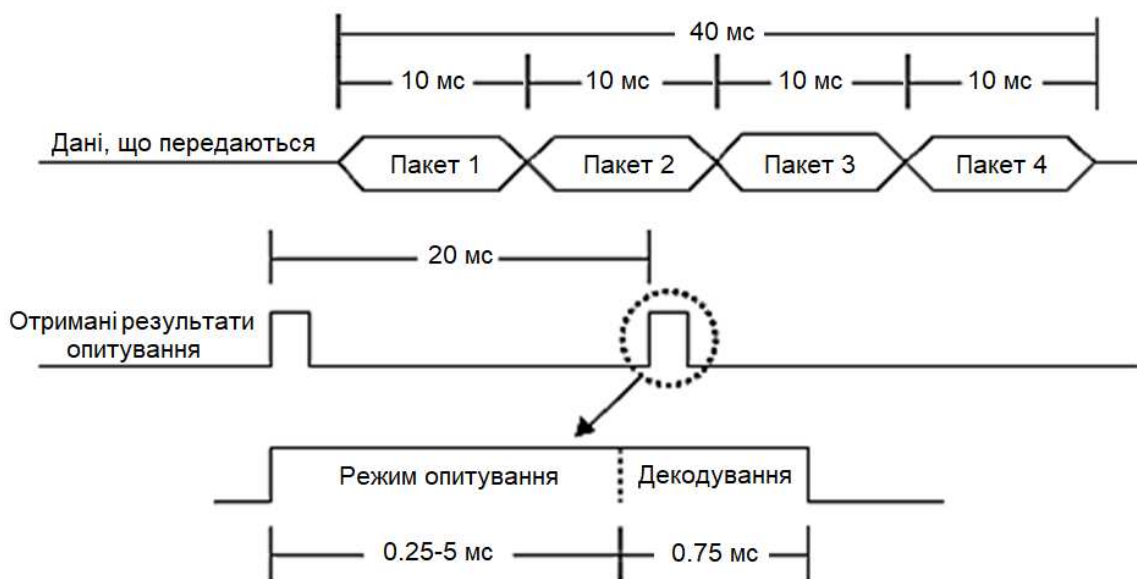 40 мс
10 мс 10 мс 10 мс 10 мс
Дані, що передаються
Пакет 1 Пакет 2 Пакет 3 Пакет 4
20 мс
Отримані результати
опитування
Режим опитування Декодування
0.25-5 мс 0.75 мс